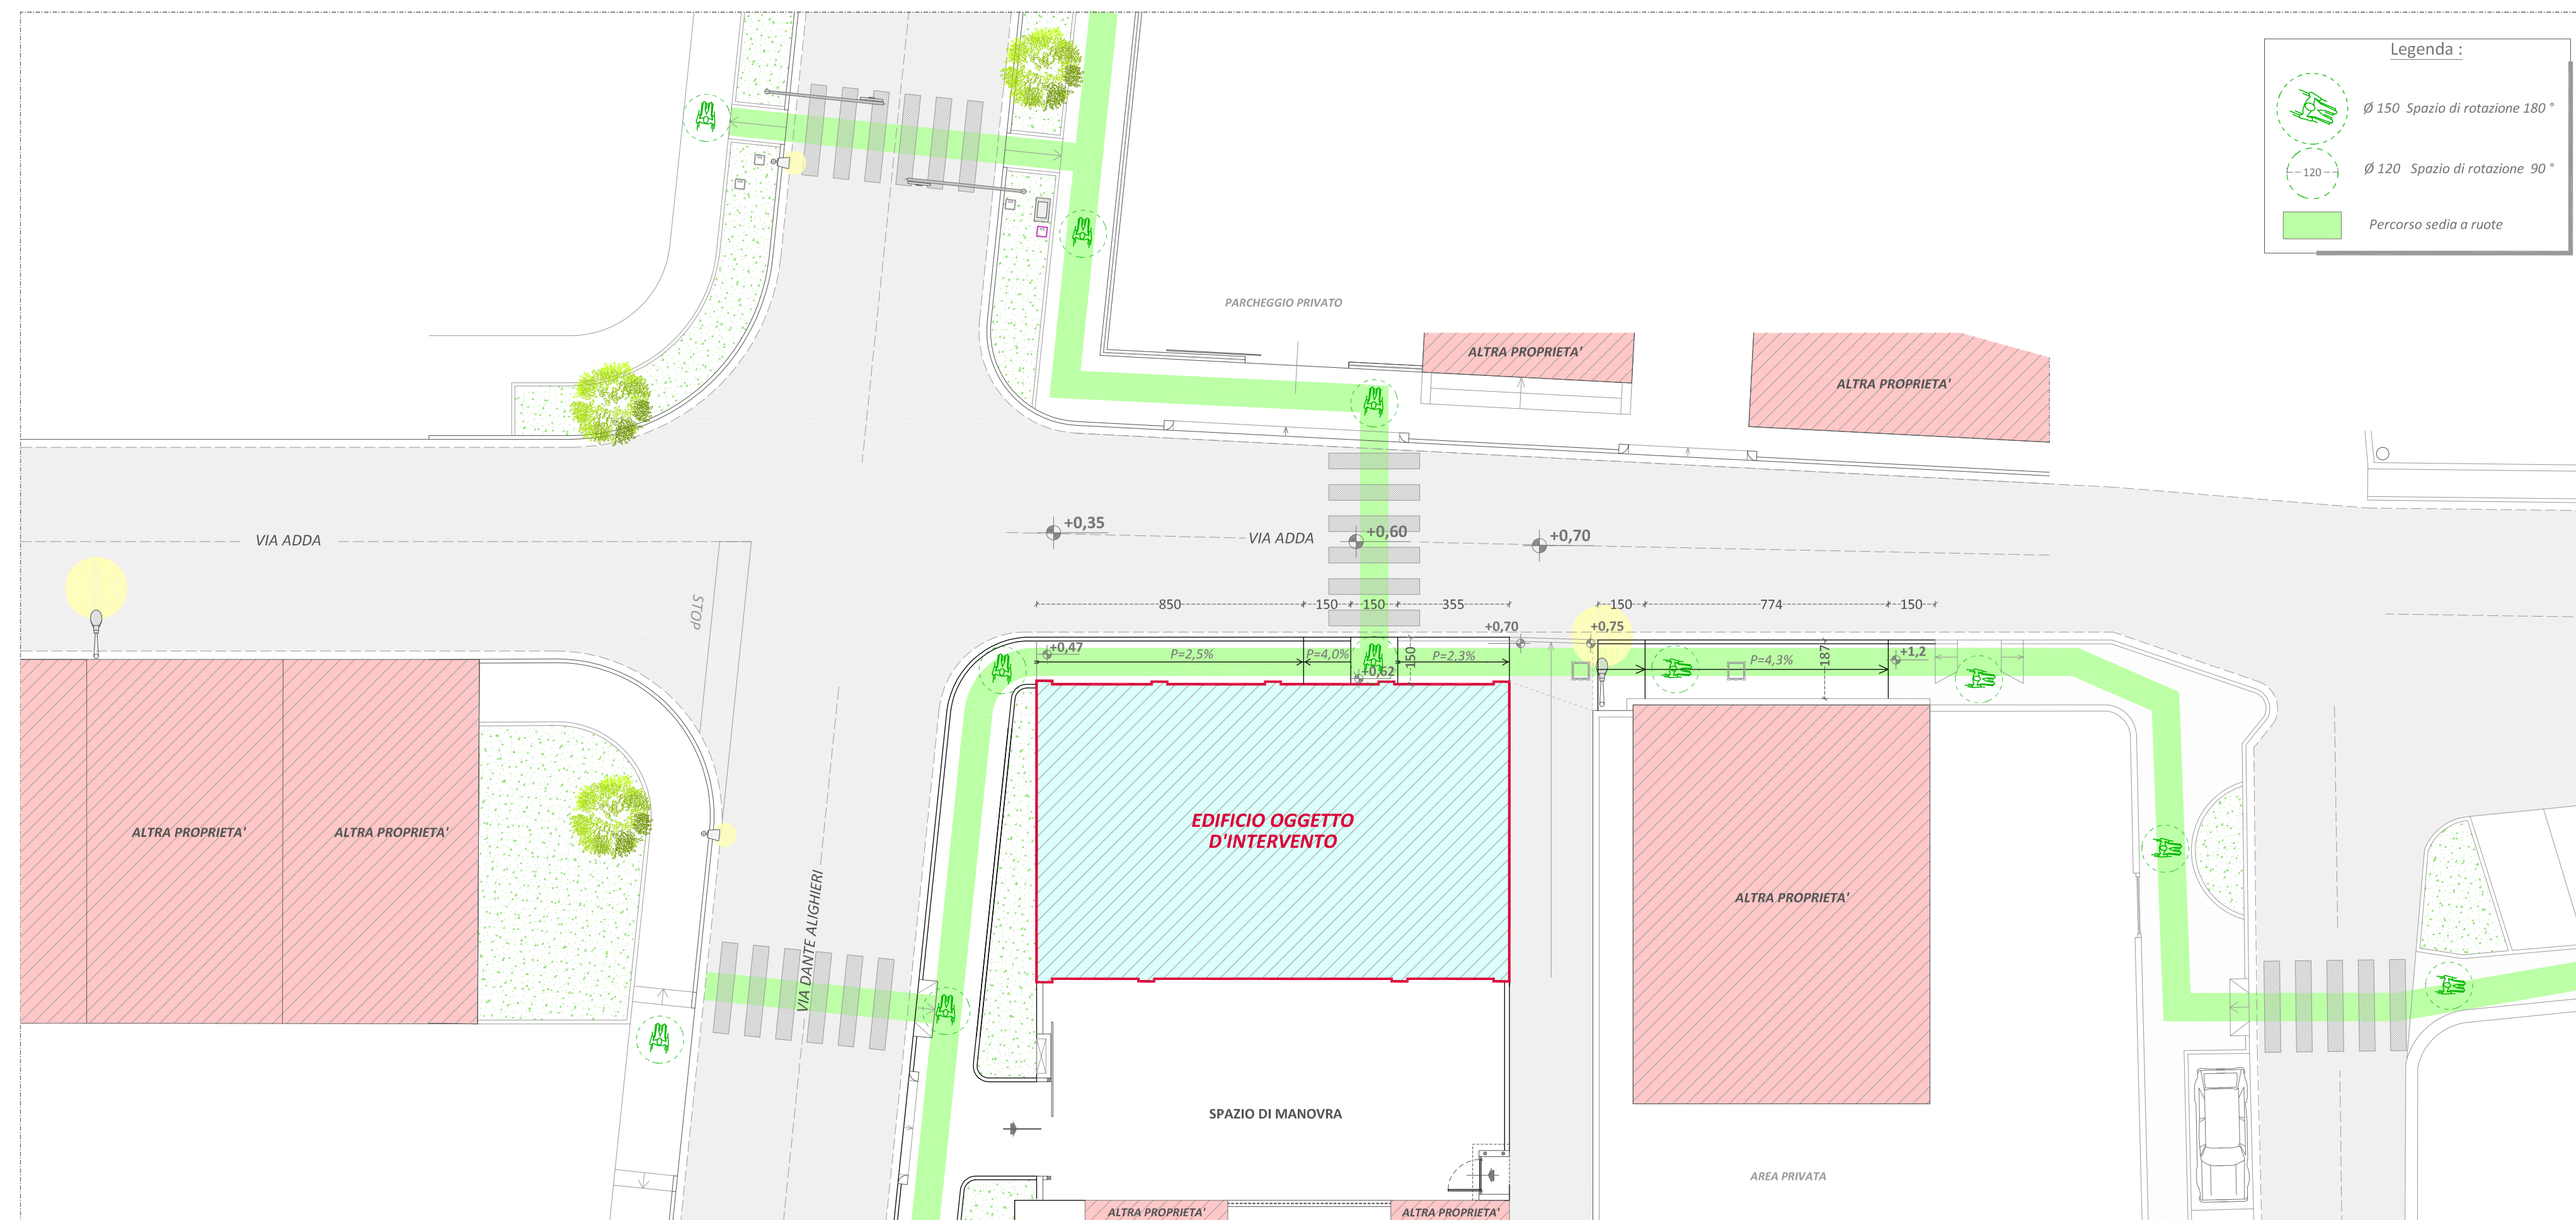 Legenda :
Ø 150 Spazio di rotazione 180 °
120
Ø 120 Spazio di rotazione 90 °
Percorso sedia a ruote
PARCHEGGIO PRIVATO
ALTRA PROPRIETA'
ALTRA PROPRIETA'
VIA ADDA
+0,35
VIA ADDA
+0,60
+0,70
STOP
850
150
150
355
150
774
150
+0,70
+0,75
+0,47
P=2,5%
P=4,0%
150
P=2,3%
P=4,3%
187
+1,2
+0,62
EDIFICIO OGGETTO
D'INTERVENTO
ALTRA PROPRIETA'
ALTRA PROPRIETA'
VIA DANTE ALIGHIERI
ALTRA PROPRIETA'
SPAZIO DI MANOVRA
AREA PRIVATA
ALTRA PROPRIETA'
ALTRA PROPRIETA'